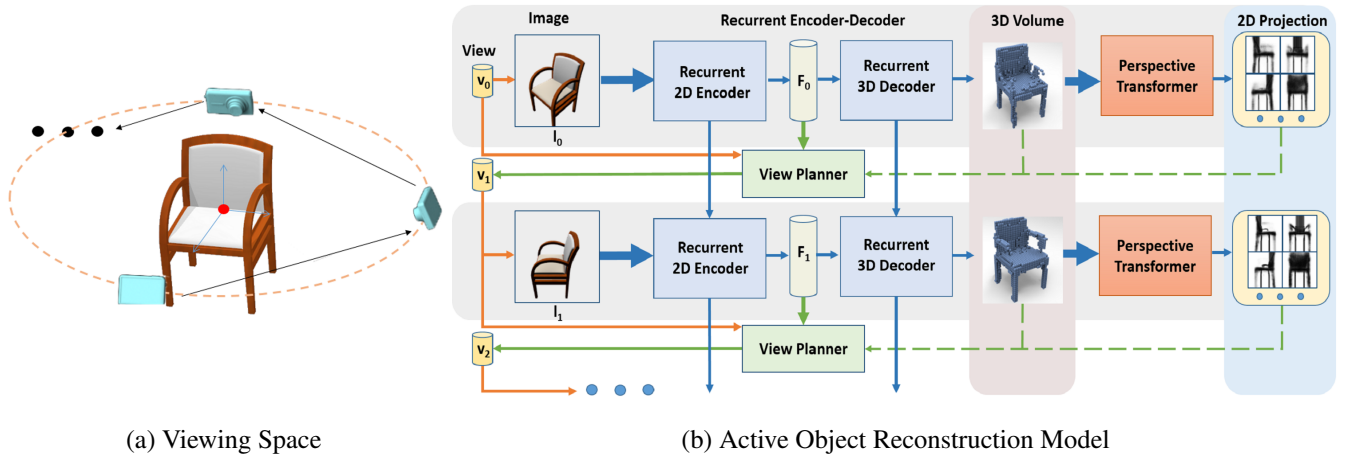 Image
Recurrent Encoder-Decoder
3D Volume
2D Projection
View
v0
I0
Recurrent
2D Encoder
F0
Recurrent
3D Decoder
Perspective
Transformer
v1
View Planner
I1
Recurrent
2D Encoder
F1
Recurrent
3D Decoder
Perspective
Transformer
v2
View Planner
(a) Viewing Space
(b) Active Object Reconstruction Model